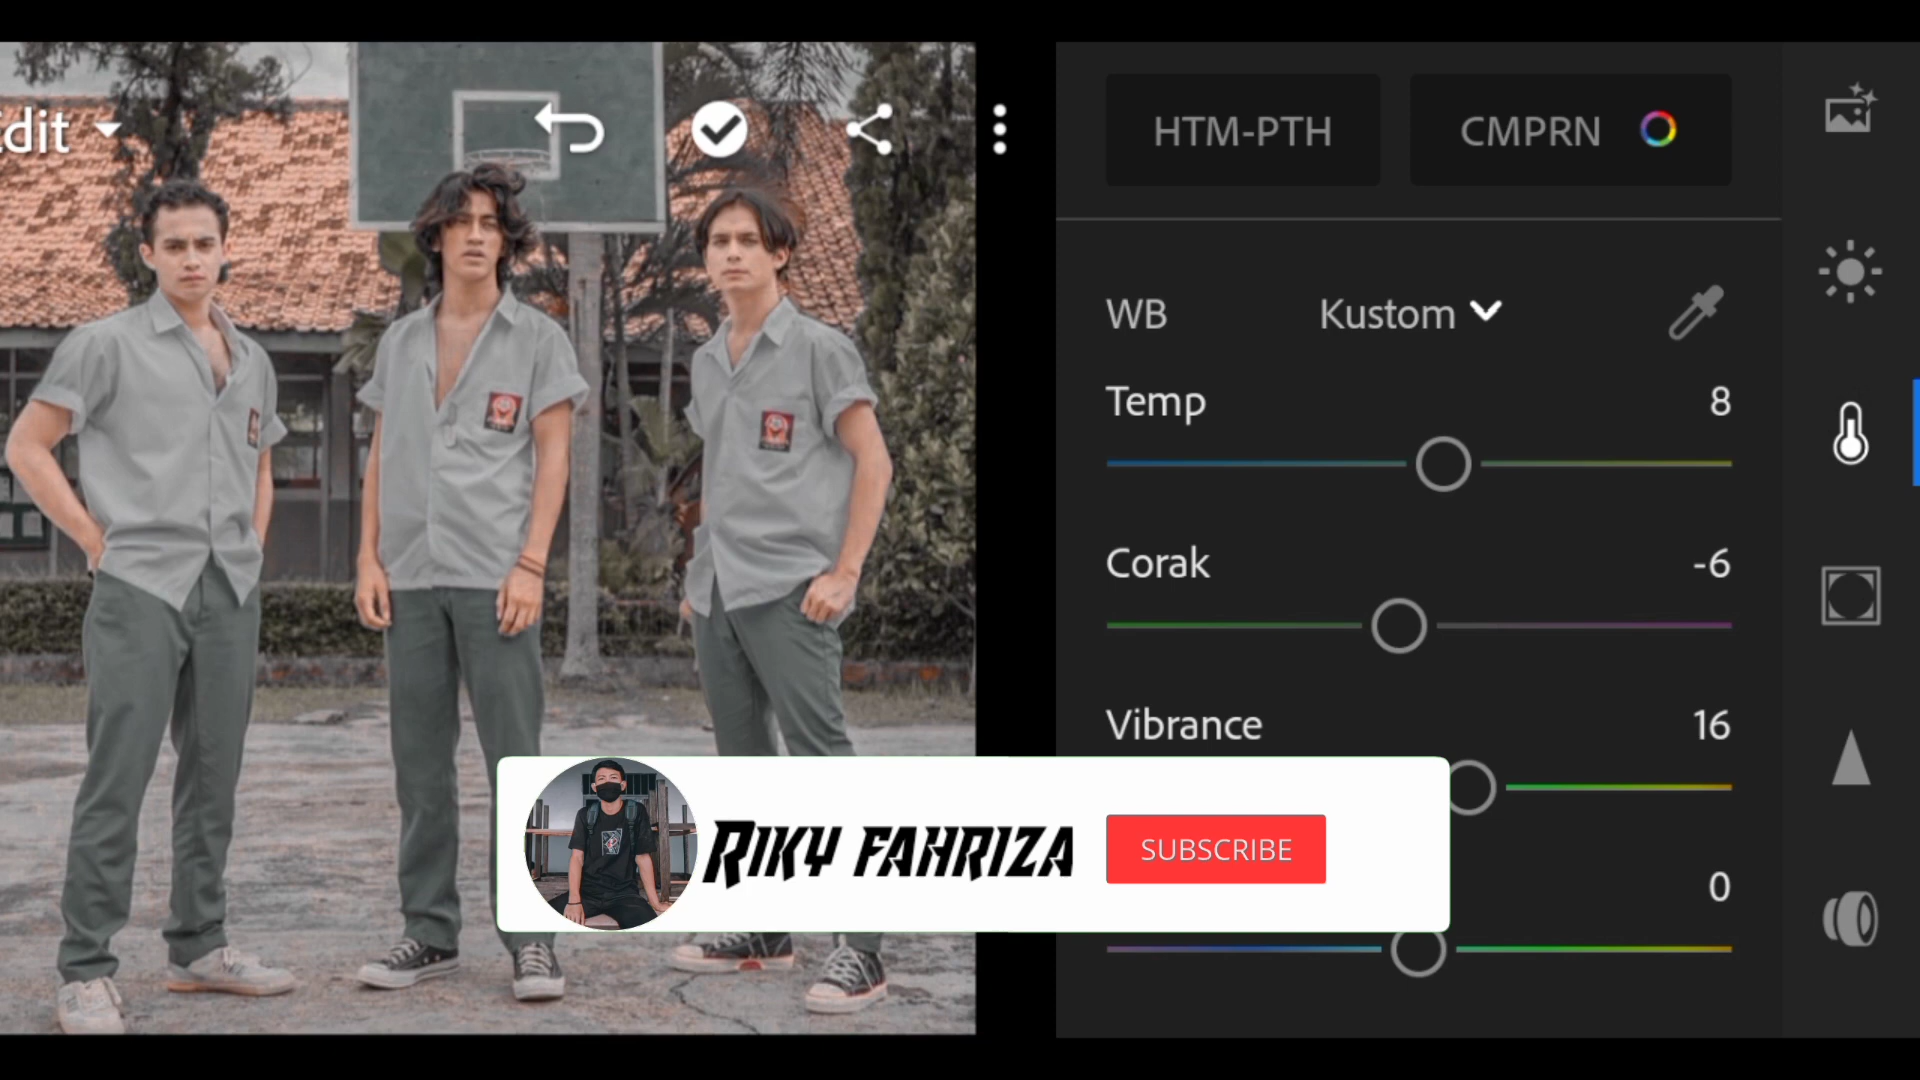 Edit
HTM-PTH
CMPRN
WB
Kustom
Temp
8
Corak
-6
Vibrance
16
RIKY FAHRIZA
SUBSCRIBE
0